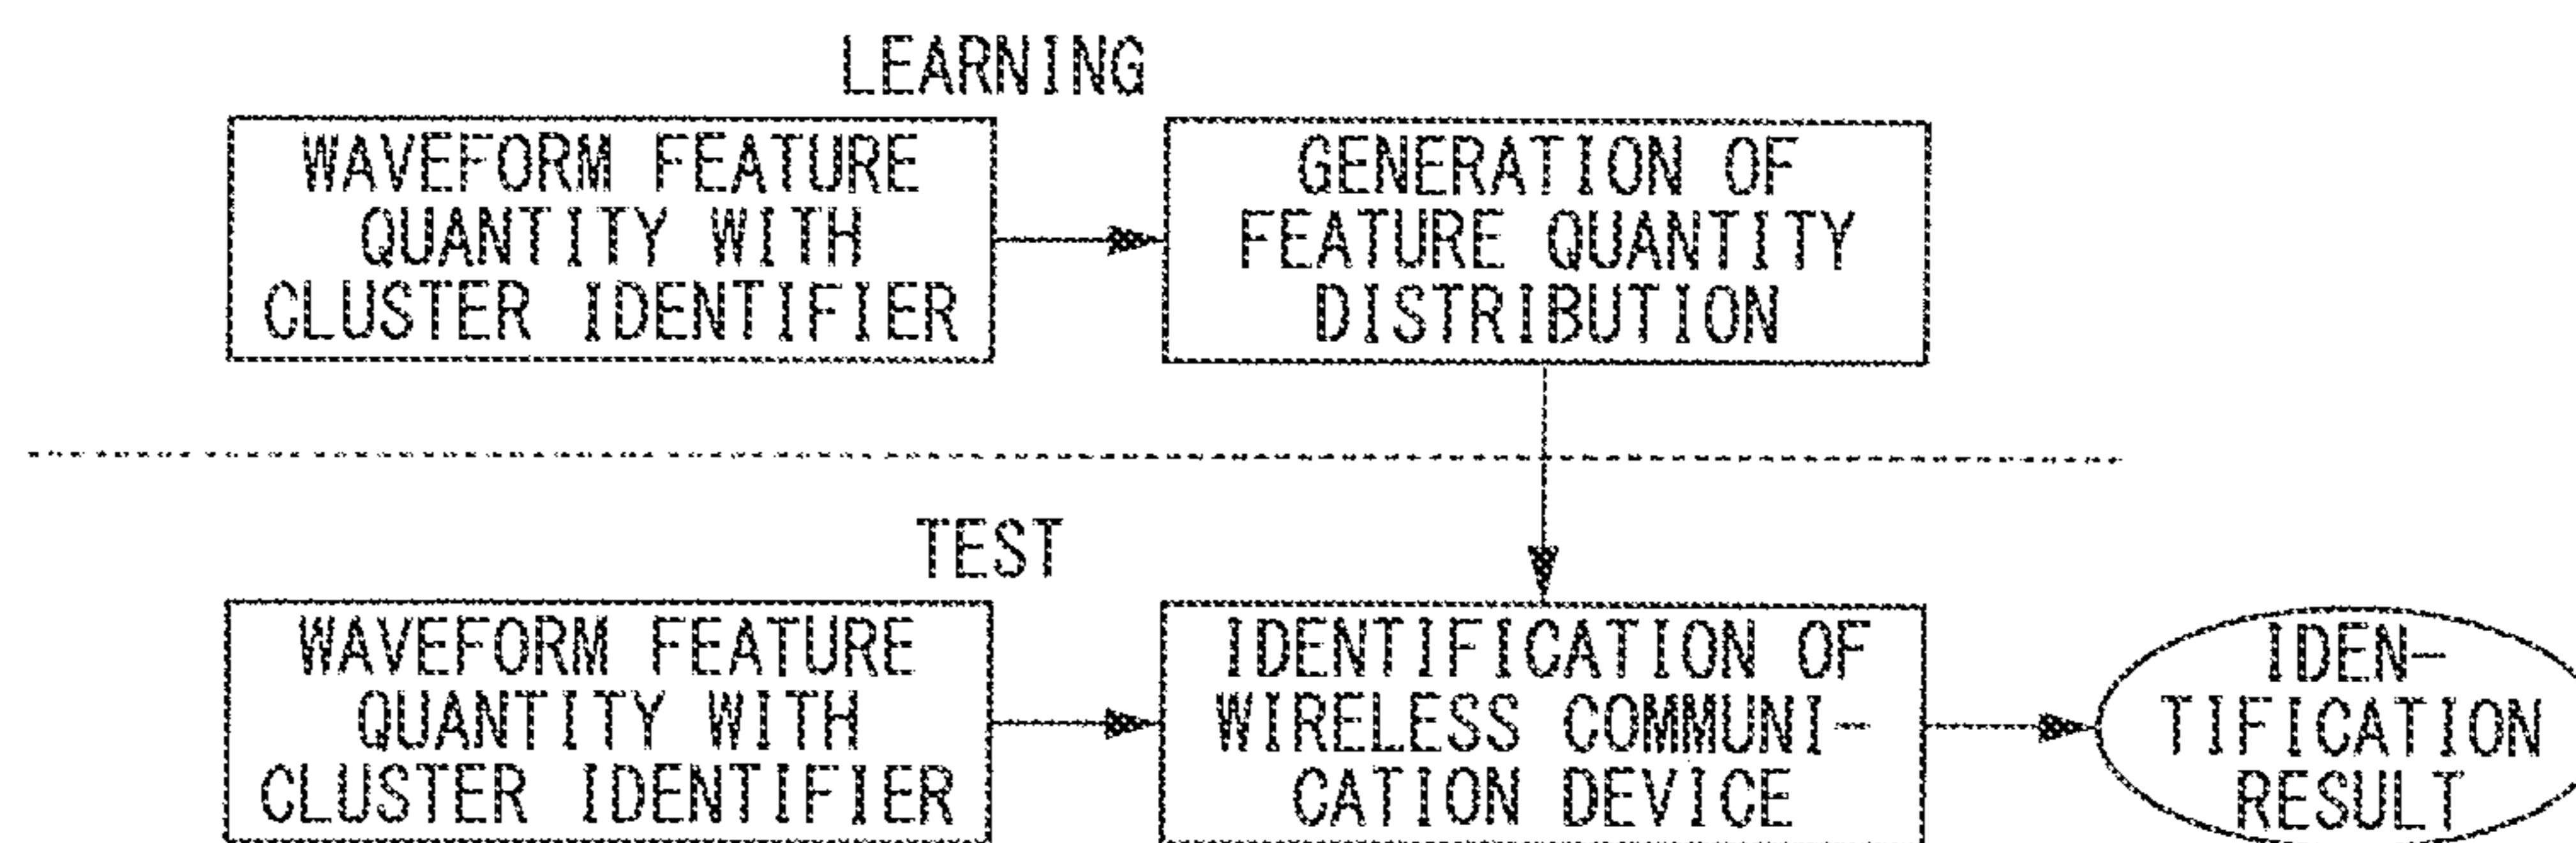 LEARNING
WAVEFORM FEATURE
QUANTITY WITH
CLUSTER IDENTIFIER
GENERATION OF
FEATURE QUANTITY
DISTRIBUTION
TEST
WAVEFORM FEATURE
QUANTITY WITH
CLUSTER IDENTIFIER
IDENTIFICATION OF
WIRELESS COMMUNI-
CATION DEVICE
IDEN-
TIFICATION
RESULT